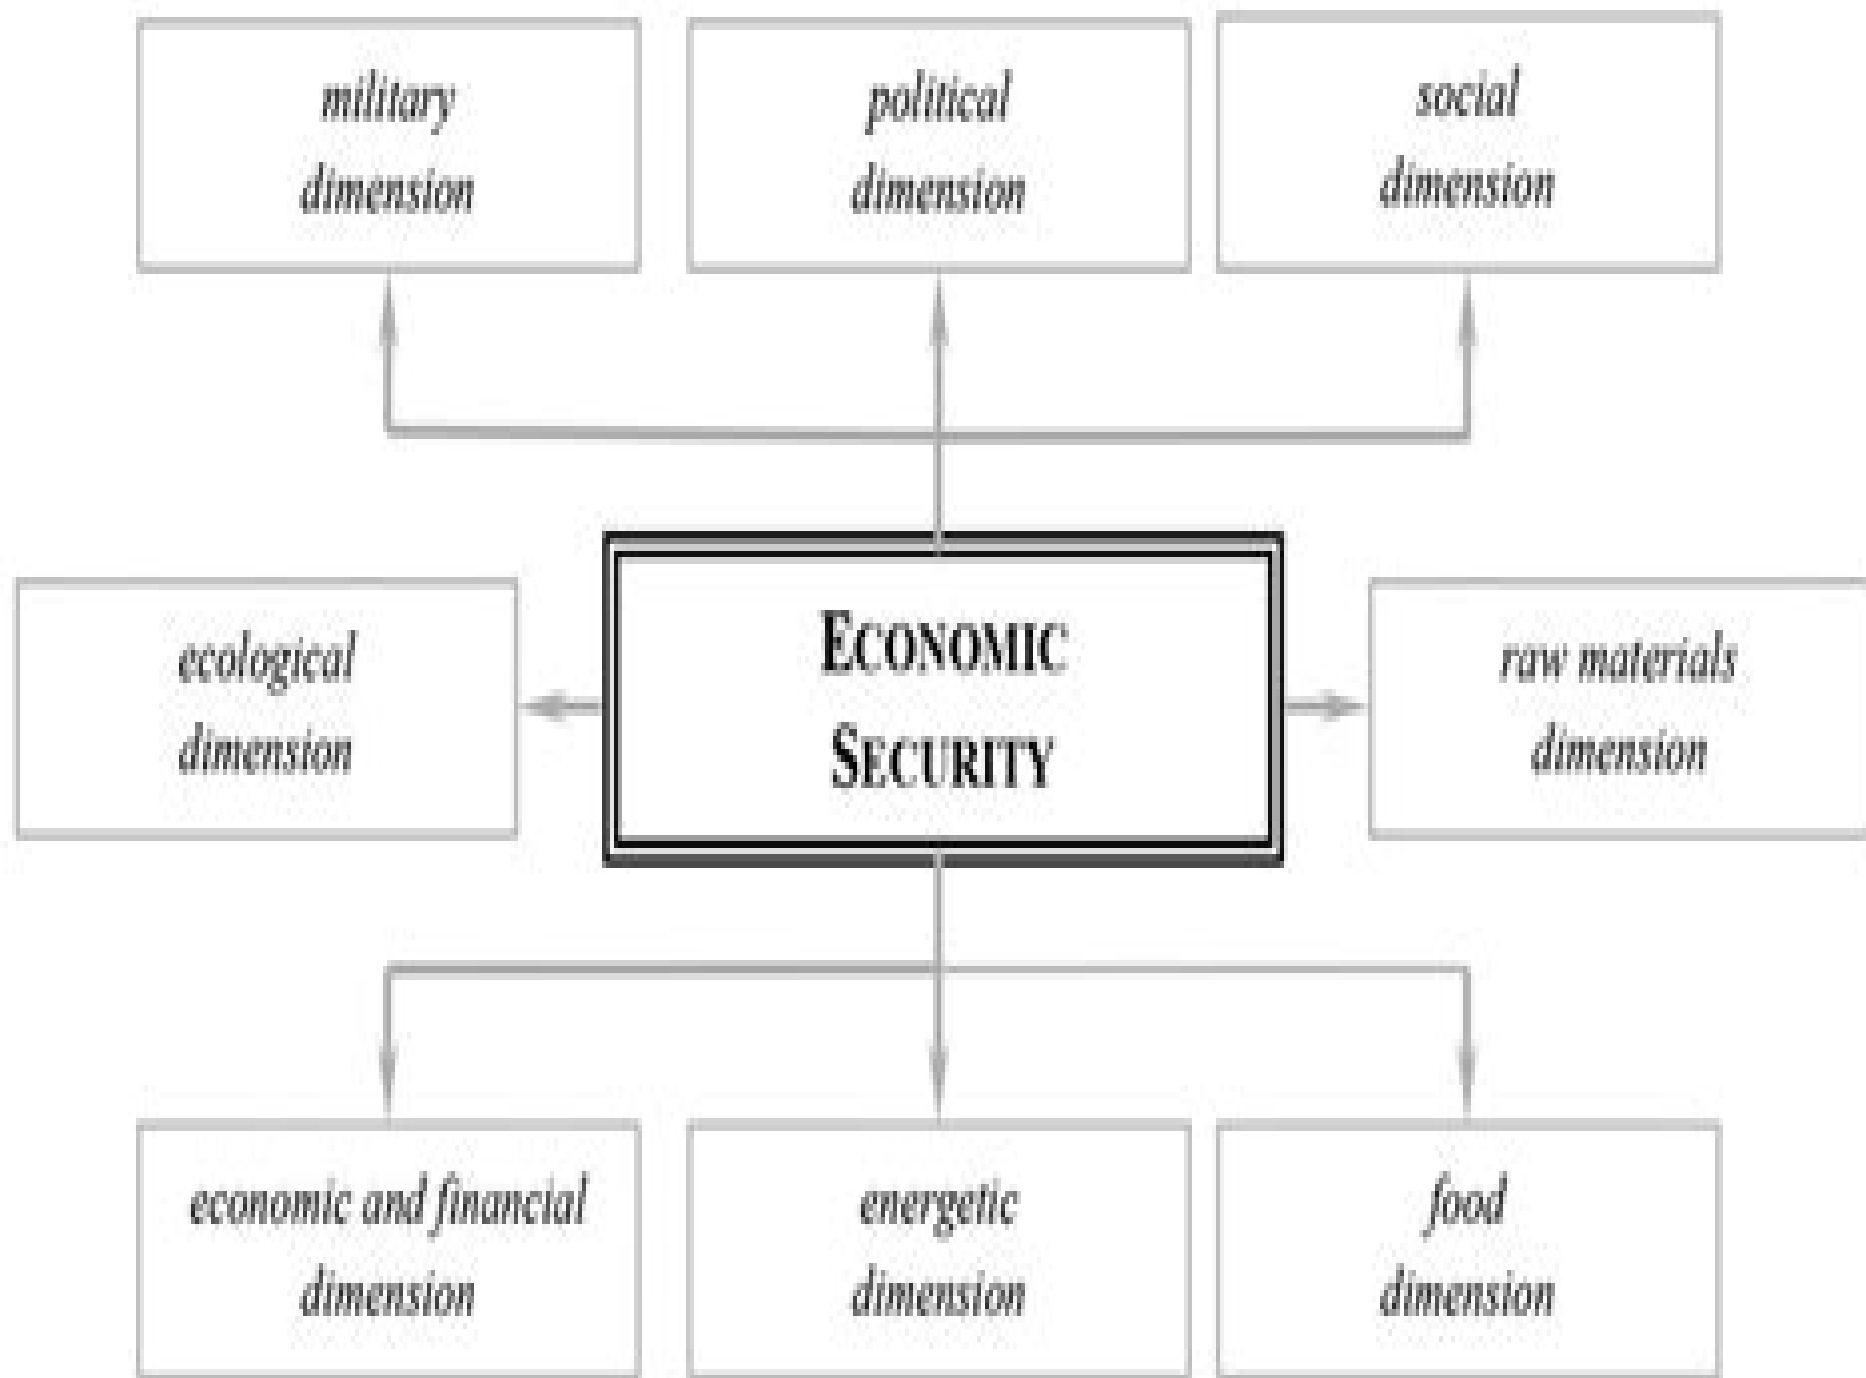 military
dimension
political
dimension
social
dimension
ecological
dimension
ECONOMIC
SECURITY
raw materials
dimension
economic and financial
dimension
energetic
dimension
food
dimension